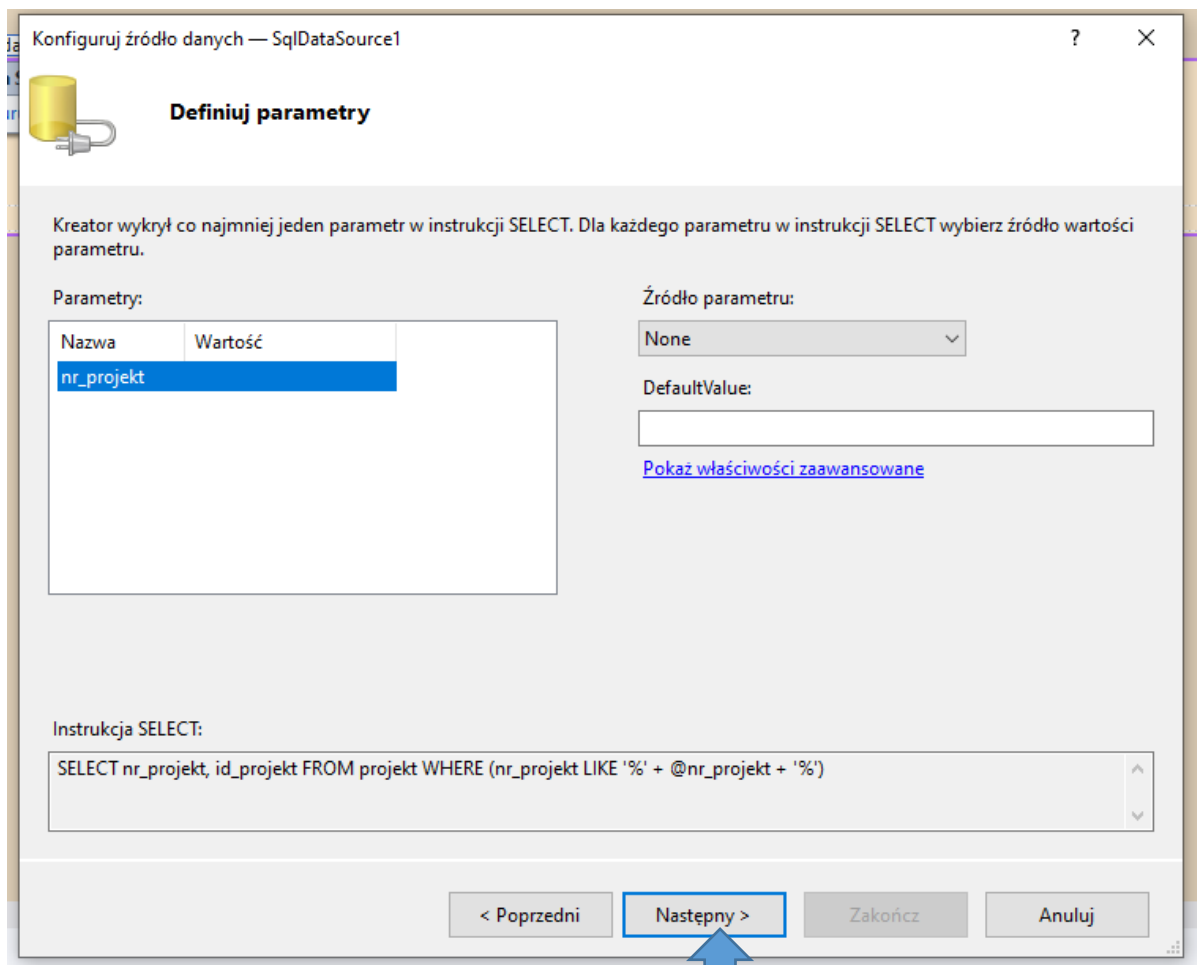 Konfiguruj źródło danych — SqlDataSource1
?
Definiuj parametry
Kreator wykrył co najmniej jeden parametr w instrukcji SELECT. Dla każdego parametru w instrukcji SELECT wybierz źródło wartości
parametru.
Parametry:
Nazwa Wartość
nr_projekt
Źródło parametru:
None
DefaultValue:
Pokaż właściwości zaawansowane
Instrukcja SELECT:
SELECT nr_projekt, id_projekt FROM projekt WHERE (nr_projekt LIKE '%' + @nr_projekt + '%')
< Poprzedni Następny > Zakończ Anuluj